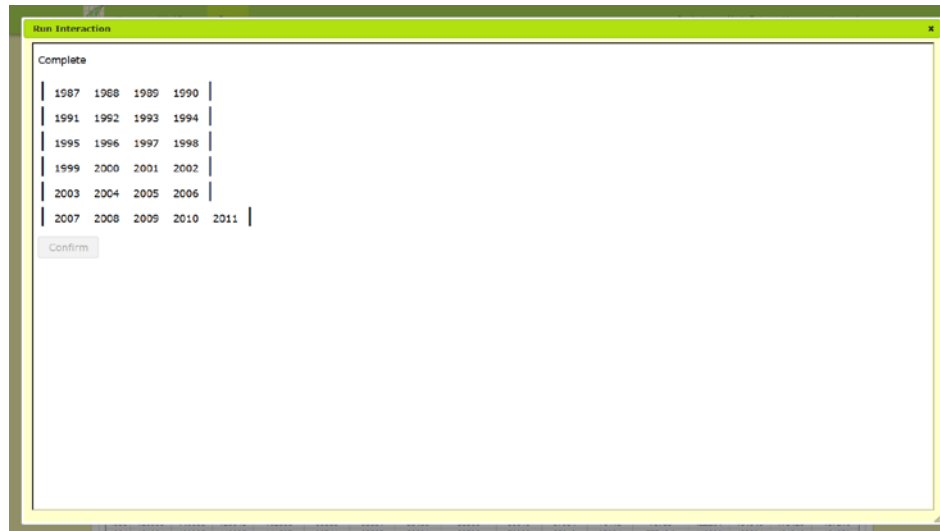 Run Interaction ×
Complete
1987 1988 1989 1990
1991 1992 1993 1994
1995 1996 1997 1998
1999 2000 2001 2002
2003 2004 2005 2006
2007 2008 2009 2010 2011
Confirm